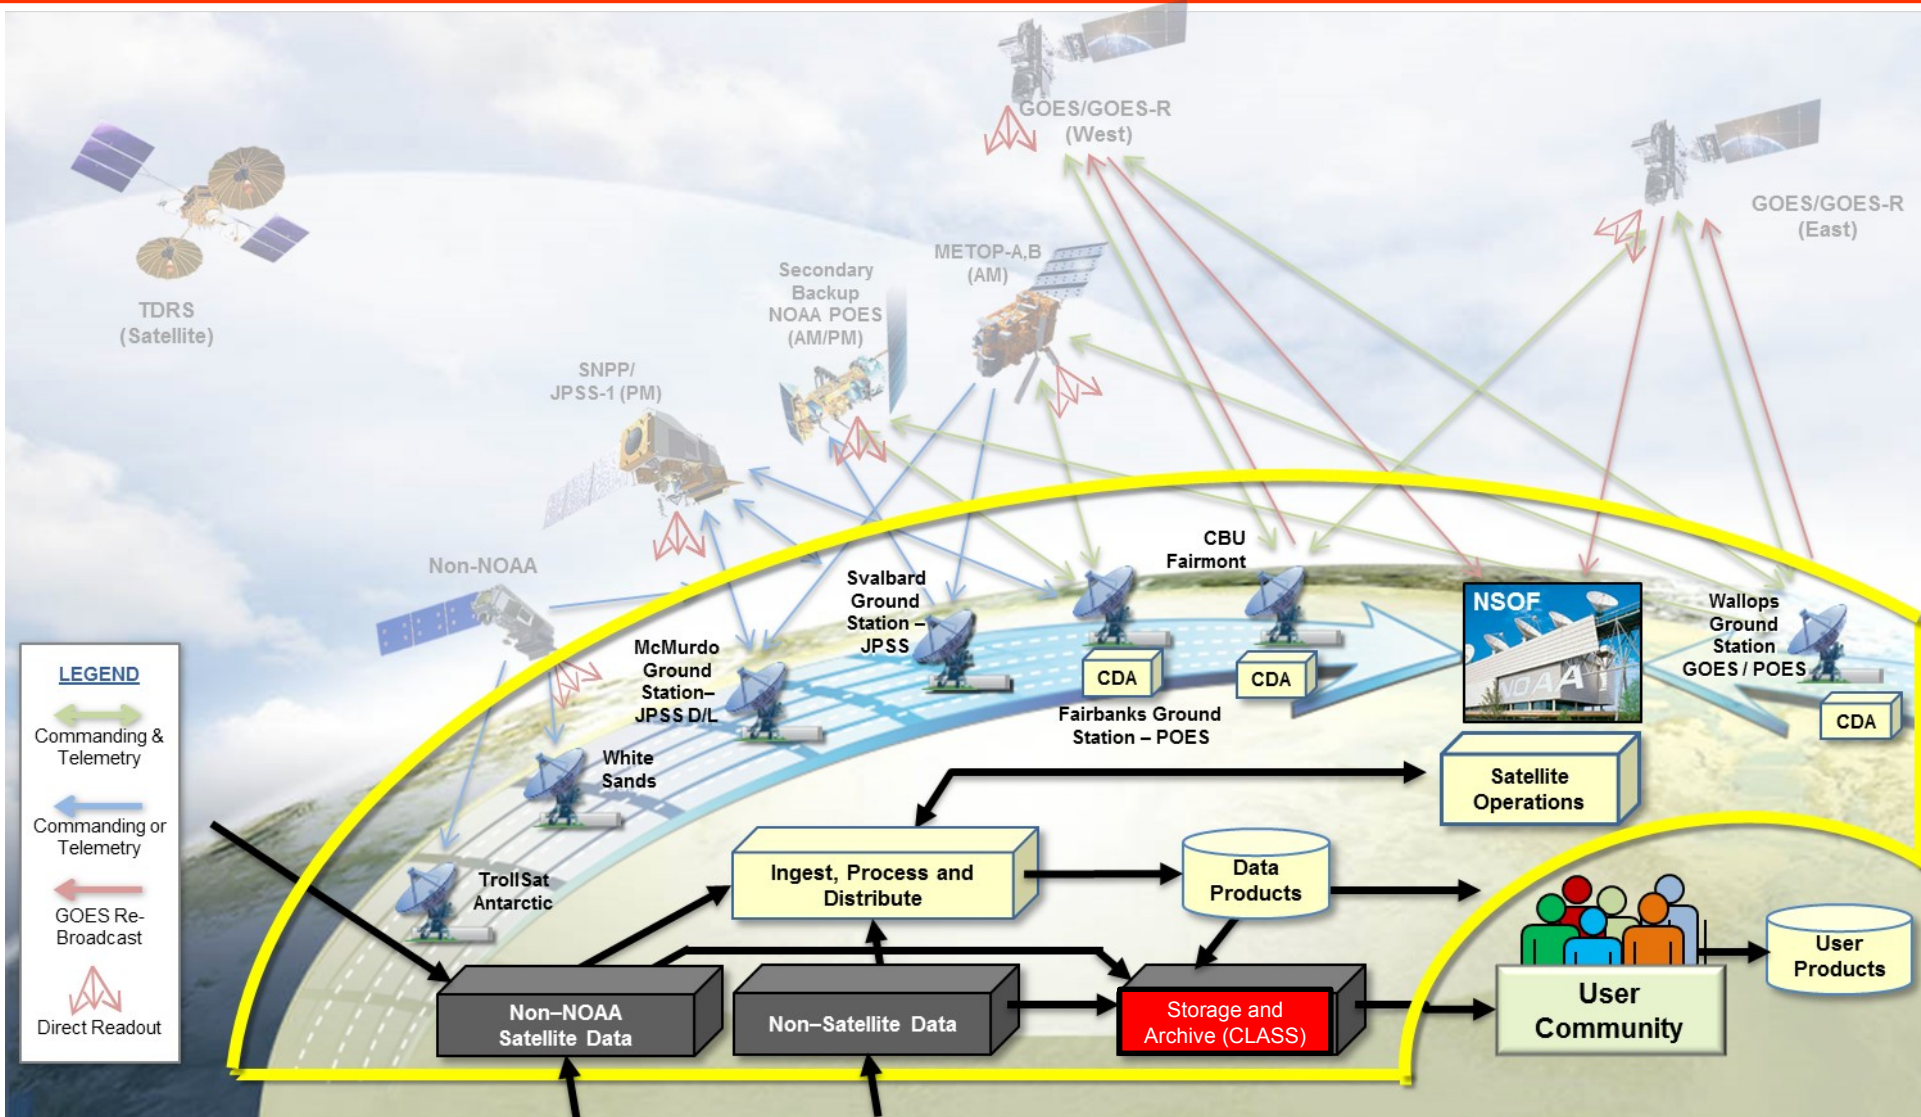 GOES/GOES-R
(West)
GOES/GOES-R
(East)
METOP-A,B
(AM)
Secondary
Backup
NOAA POES
(AM/PM)
TDRS
(Satellite)
SNPP/
JPSS-1 (PM)
Non-NOAA
CBU
Fairmont
Svalbard
Ground
Station –
JPSS
NSOF
NOAA
Wallops
Ground
Station
GOES / POES
McMurdo
Ground
Station–
JPSS D/L
CDA
CDA
CDA
Fairbanks Ground
Station – POES
White
Sands
TrollSat
Antarctic
LEGEND
Commanding &
Telemetry
Commanding or
Telemetry
GOES Re-
Broadcast
Direct Readout
Satellite
Operations
Ingest, Process and
Distribute
Data
Products
User
Products
Non–NOAA
Satellite Data
Non–Satellite Data
Storage and
Archive (CLASS)
User
Community